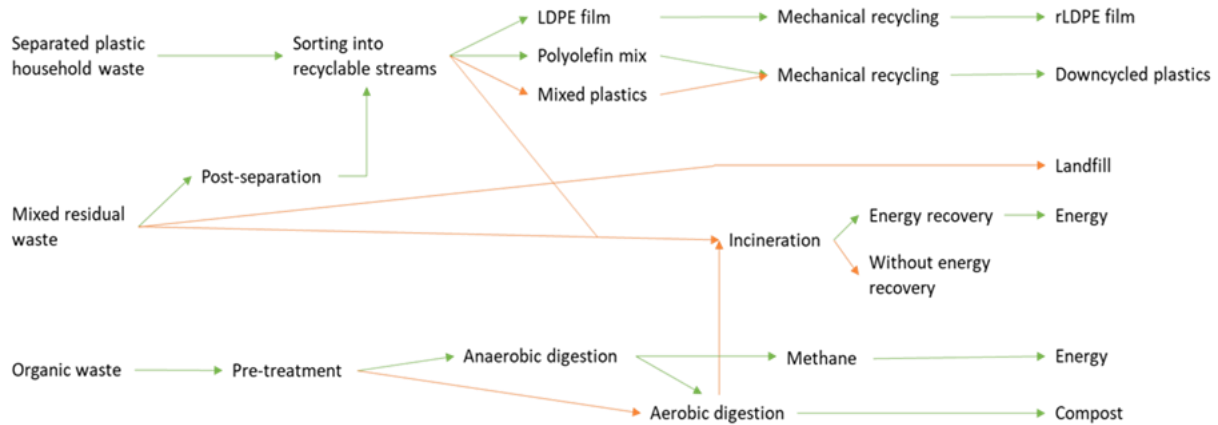 LDPE film
Mechanical recycling
rLDPE film
Separated plastic
household waste
Sorting into
recyclable streams
Polyolefin mix
Mixed plastics
Mechanical recycling
Downcycled plastics
Landfill
Post-separation
Mixed residual
waste
Incineration
Energy recovery
Energy
Without energy
recovery
Organic waste
Pre-treatment
Anaerobic digestion
Methane
Energy
Aerobic digestion
Compost